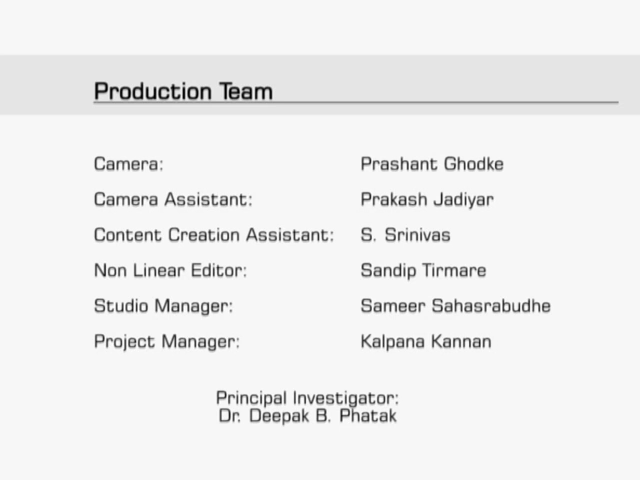 Production Team
Camera: Prashant Ghodke
Camera Assistant: Prakash Jadiyar
Content Creation Assistant: S. Srinivas
Non Linear Editor: Sandip Tirmare
Studio Manager: Sameer Sahasrabudhe
Project Manager: Kalpana Kannan
Principal Investigator:
Dr. Deepak B. Phatak